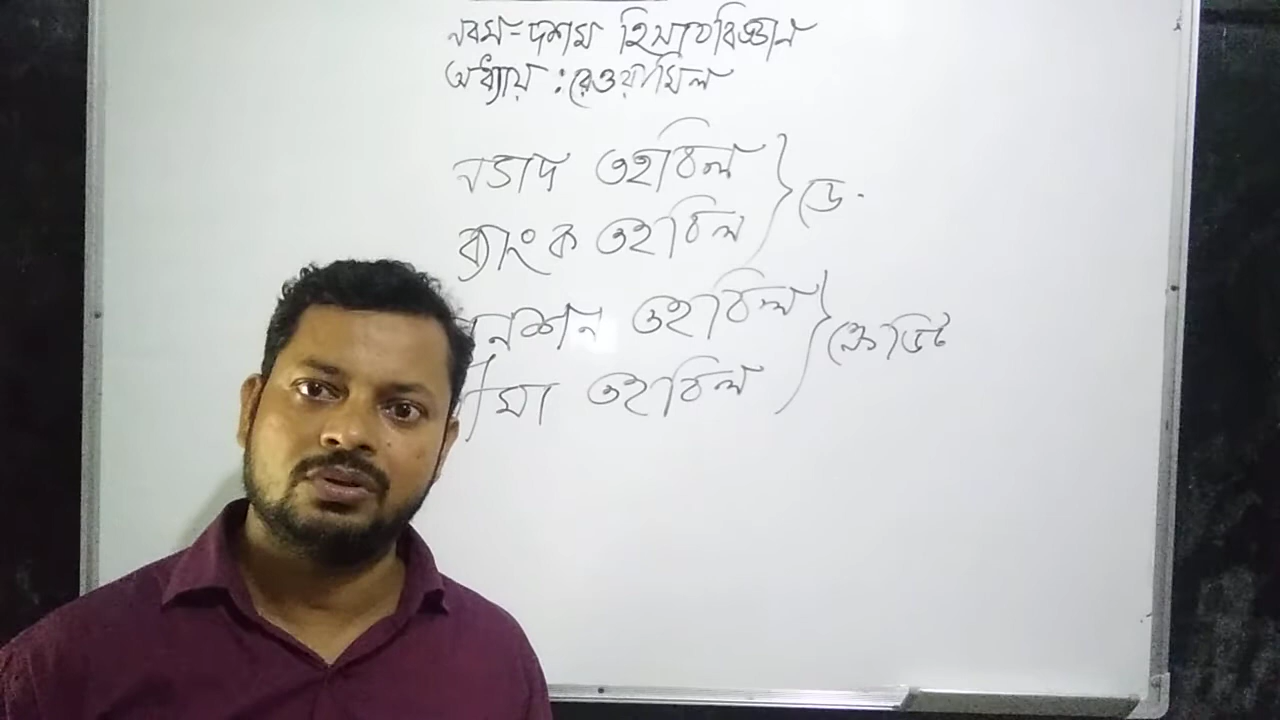 নবম-দশম হিসাববিজ্ঞান
অধ্যায় : রেওয়ামিল
নগদ তহবিল
ব্যাংক তহবিল
ডে.
তহবিল
তহবিল
ক্রেডিট